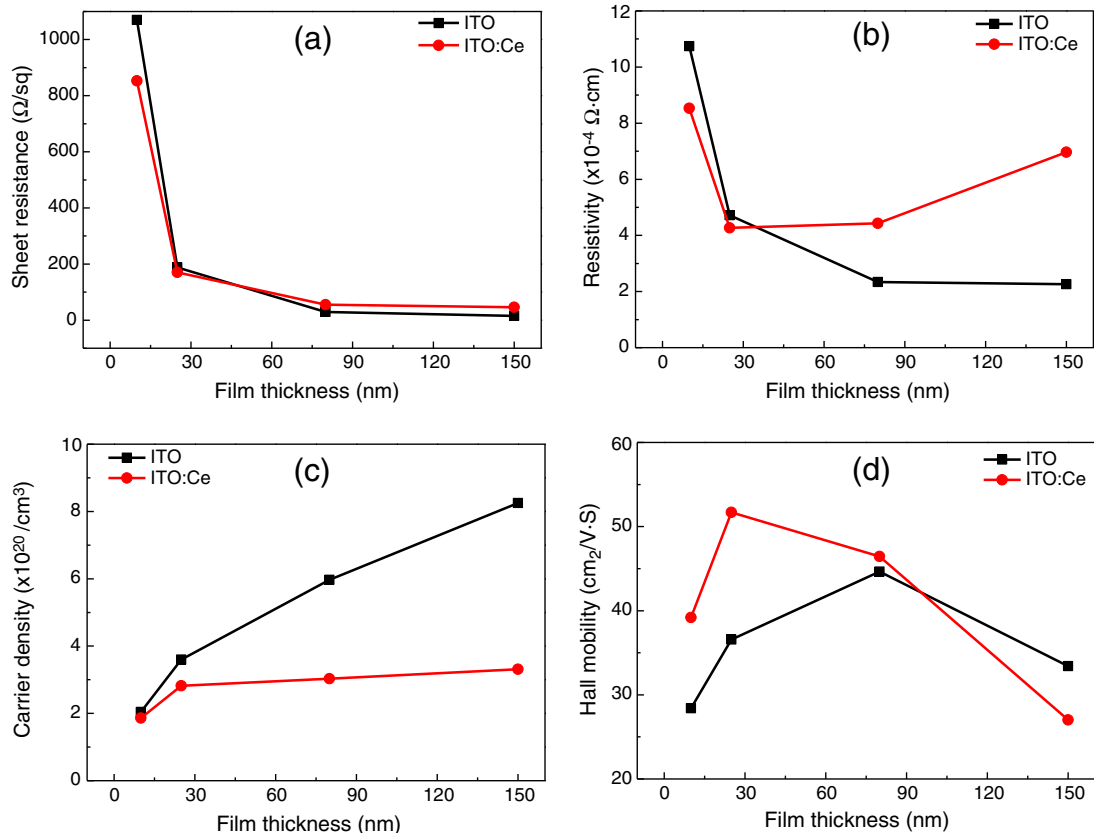 (a)
ITO
ITO:Ce
Sheet resistance (Ω/sq)
1000
800
600
400
200
0
0 30 60 90 120 150
Film thickness (nm)
(b)
ITO
ITO:Ce
Resistivity (x10⁻⁴ Ω·cm)
12
10
8
6
4
2
0
0 30 60 90 120 150
Film thickness (nm)
(c)
ITO
ITO:Ce
Carrier density (x10²⁰/cm³)
10
8
6
4
2
0
0 30 60 90 120 150
Film thickness (nm)
(d)
ITO
ITO:Ce
Hall mobility (cm₂/V·S)
60
50
40
30
20
0 30 60 90 120 150
Film thickness (nm)